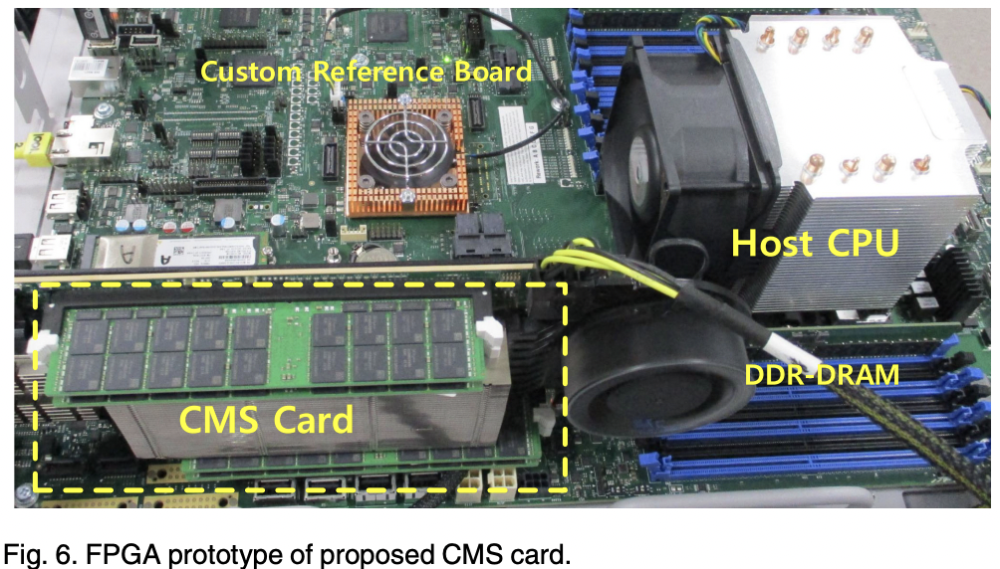 Custom Reference Board
Host CPU
DDR-DRAM
CMS Card
Fig. 6. FPGA prototype of proposed CMS card.